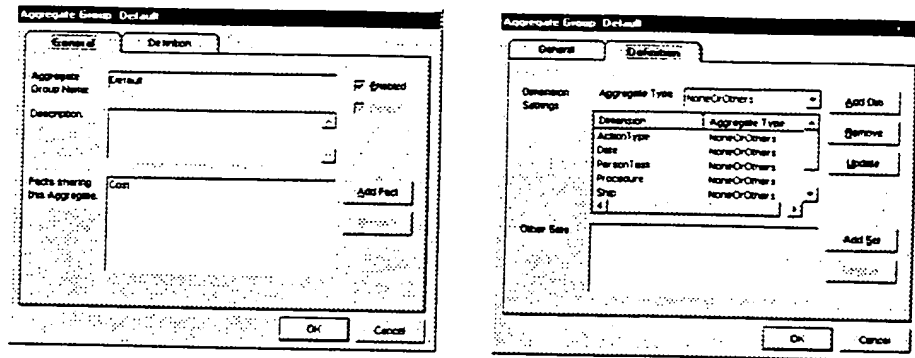 Aggregate Group Default
General Definition
Aggregate
Group Name:
Default
Enabled
Description:
Facts sharing
this Aggregate:
Cost
Add Fact
OK Cancel
Aggregate Group Default
General Definition
Dimension
Settings
Aggregate Type NoneOrOthers
Add Dim
Dimension Aggregate Type
ActionType NoneOrOthers
Date NoneOrOthers
PersonTask NoneOrOthers
Procedure NoneOrOthers
Ship NoneOrOthers
Remove
Update
Other Sets
Add Set
OK Cancel